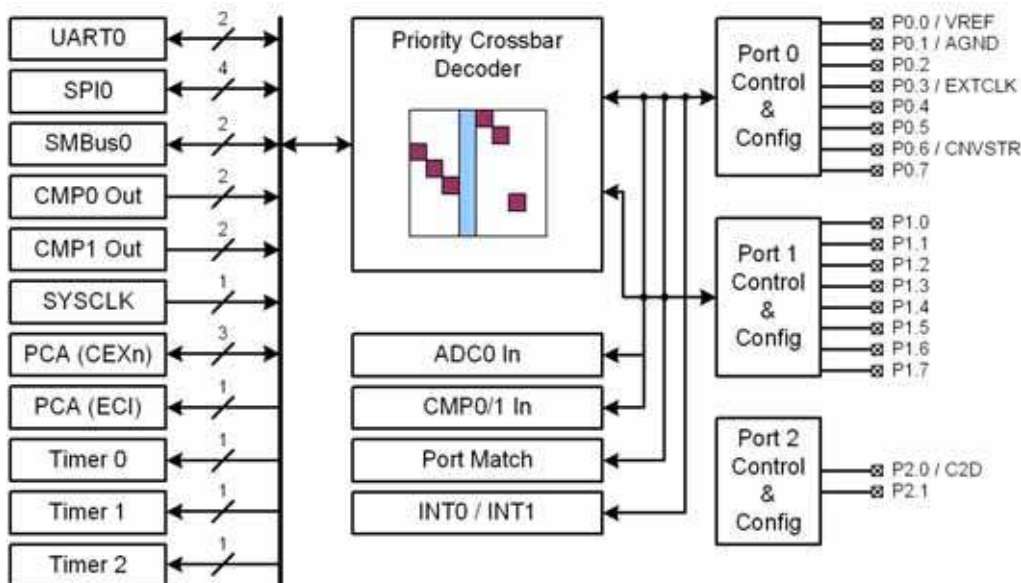 UART0
2
SPI0
4
SMBus0
2
CMP0 Out
2
CMP1 Out
2
SYSCLK
1
PCA (CEXn)
3
PCA (ECI)
1
Timer 0
1
Timer 1
1
Timer 2
1
Priority Crossbar
Decoder
ADC0 In
CMP0/1 In
Port Match
INT0 / INT1
Port 0
Control
&
Config
P0.0 / VREF
P0.1 / AGND
P0.2
P0.3 / EXTCLK
P0.4
P0.5
P0.6 / CNVSTR
P0.7
Port 1
Control
&
Config
P1.0
P1.1
P1.2
P1.3
P1.4
P1.5
P1.6
P1.7
Port 2
Control
&
Config
P2.0 / C2D
P2.1